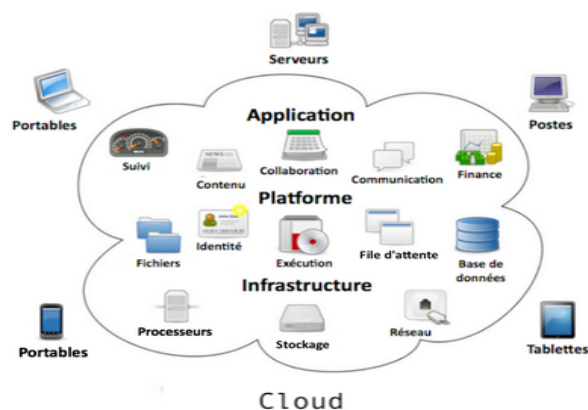 Serveurs
Portables
Postes
Application
Suivi
Contenu
Collaboration
Communication
Finance
Platforme
Fichiers
Identité
Exécution
File d'attente
Base de
données
Infrastructure
Processeurs
Stockage
Réseau
Portables
Tablettes
Cloud